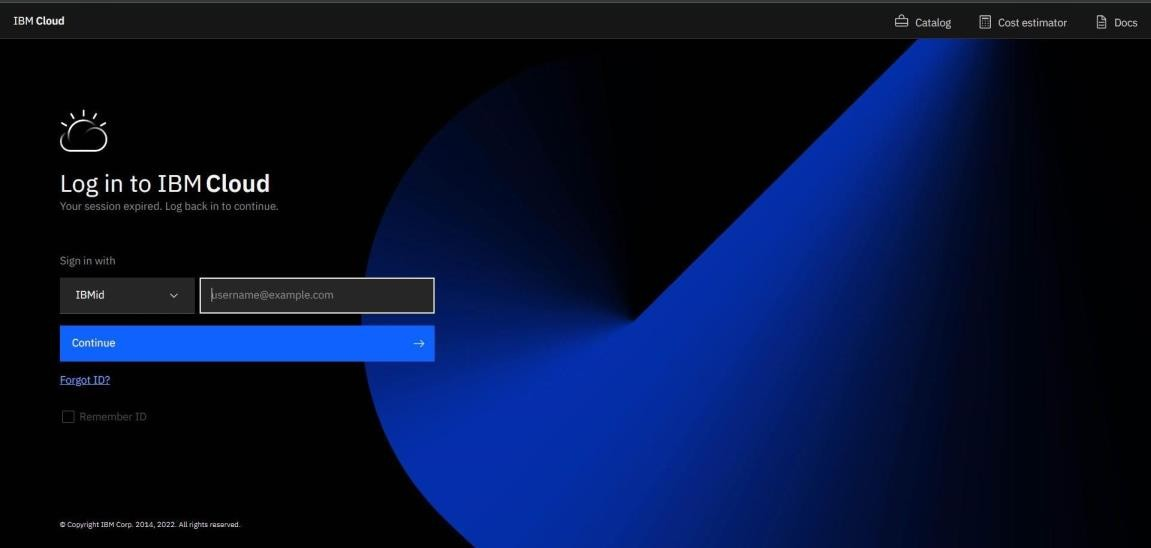 IBM Cloud
Catalog
Cost estimator
Docs
Log in to IBM Cloud
Your session expired. Log back in to continue.
Sign in with
IBMid
username@example.com
Continue
Forgot ID?
Remember ID
© Copyright IBM Corp. 2014, 2022. All rights reserved.